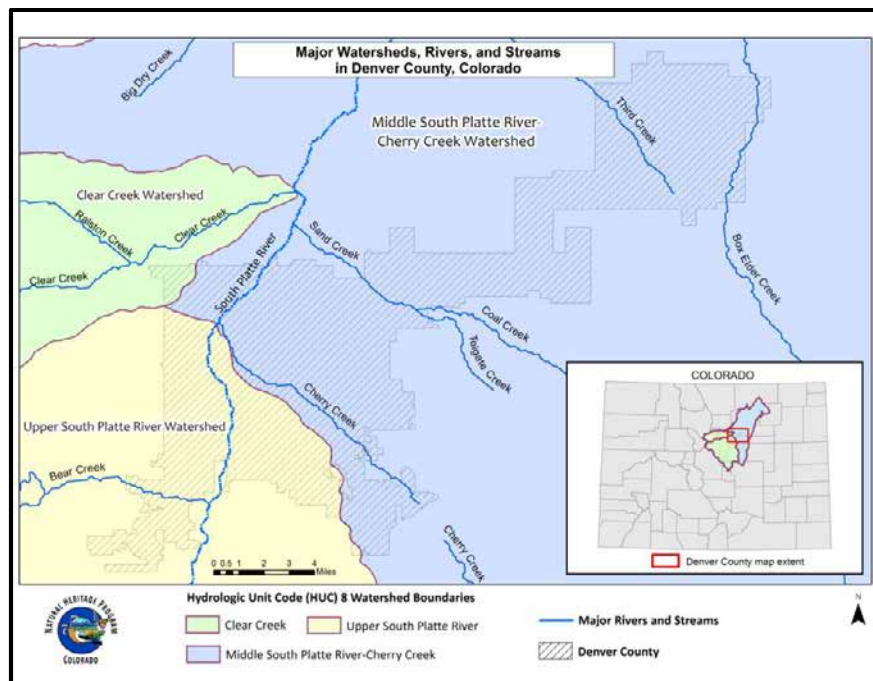 Major Watersheds, Rivers, and Streams
in Denver County, Colorado
Big Dry Creek
Third Creek
Middle South Platte River-
Cherry Creek Watershed
Clear Creek Watershed
Ralston Creek
Clear Creek
Clear Creek
South Platte River
Sand Creek
Box Elder Creek
Coal Creek
Tolgate Creek
Cherry Creek
Upper South Platte River Watershed
Bear Creek
Cherry Creek
0 0.5 1 2 3 4
Miles
COLORADO
Denver County map extent
N
Hydrologic Unit Code (HUC) 8 Watershed Boundaries
Clear Creek
Upper South Platte River
Middle South Platte River-Cherry Creek
Major Rivers and Streams
Denver County
NATURAL HERITAGE PROGRAM
COLORADO